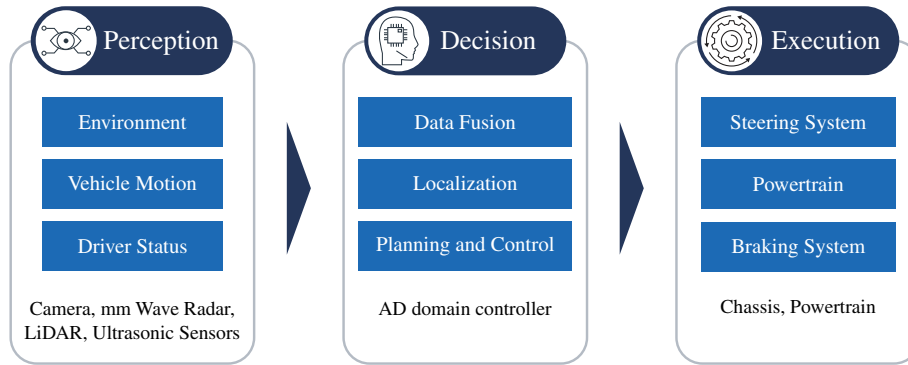 Perception
Environment
Vehicle Motion
Driver Status
Camera, mm Wave Radar,
LiDAR, Ultrasonic Sensors
Decision
Data Fusion
Localization
Planning and Control
AD domain controller
Execution
Steering System
Powertrain
Braking System
Chassis, Powertrain